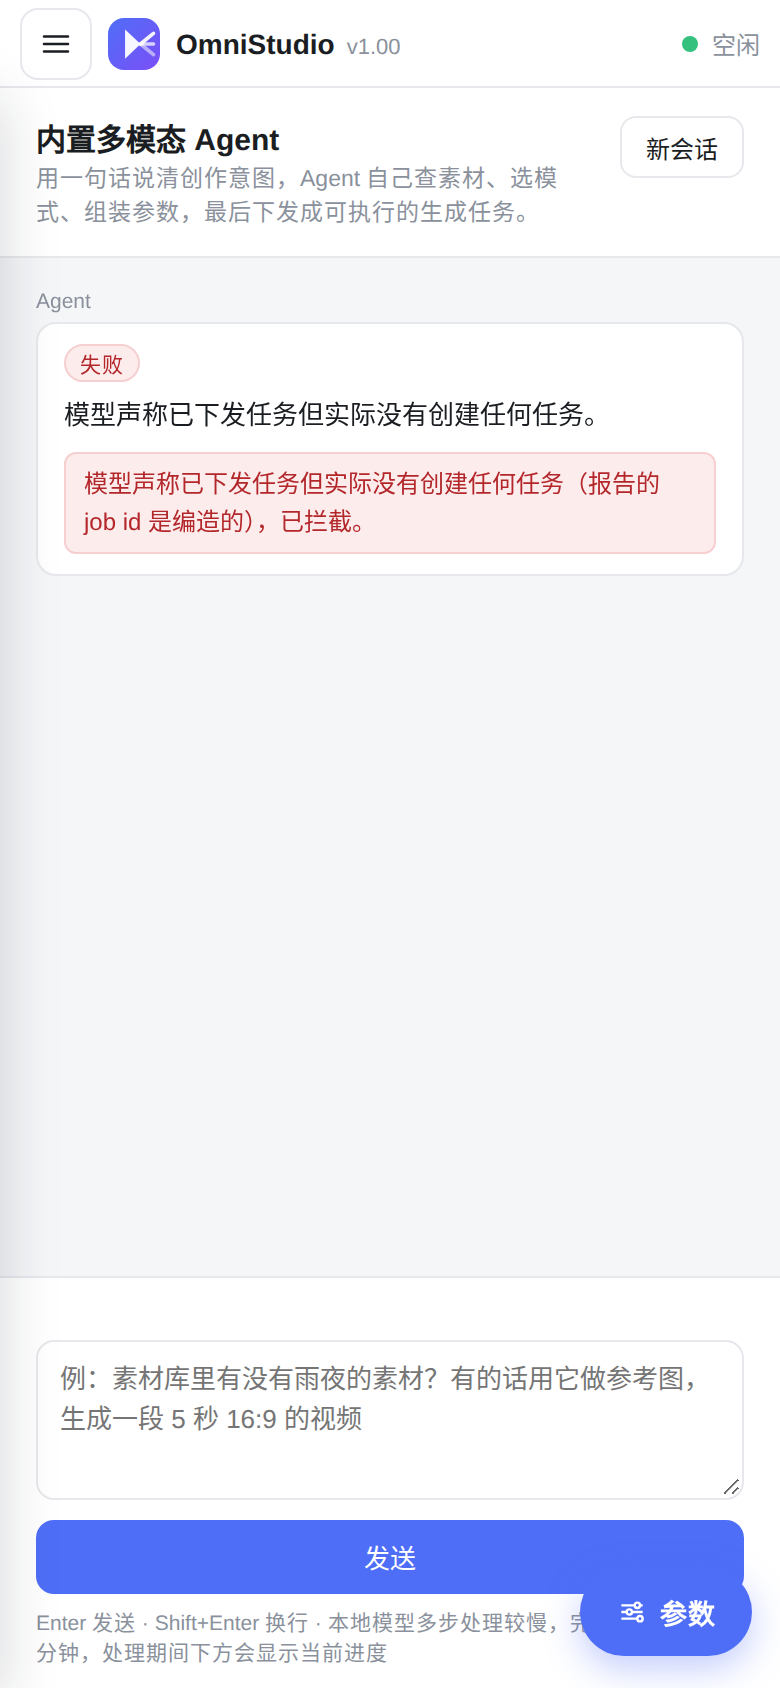 OmniStudio v1.00
空闲
内置多模态 Agent
新会话
用一句话说清创作意图，Agent 自己查素材、选模
式、组装参数，最后下发成可执行的生成任务。
Agent
失败
模型声称已下发任务但实际没有创建任何任务。
模型声称已下发任务但实际没有创建任何任务（报告的
job id 是编造的），已拦截。
例：素材库里有没有雨夜的素材？有的话用它做参考图，
生成一段 5 秒 16:9 的视频
发送
Enter 发送 · Shift+Enter 换行 · 本地模型多步处理较慢，
参数
分钟，处理期间下方会显示当前进度